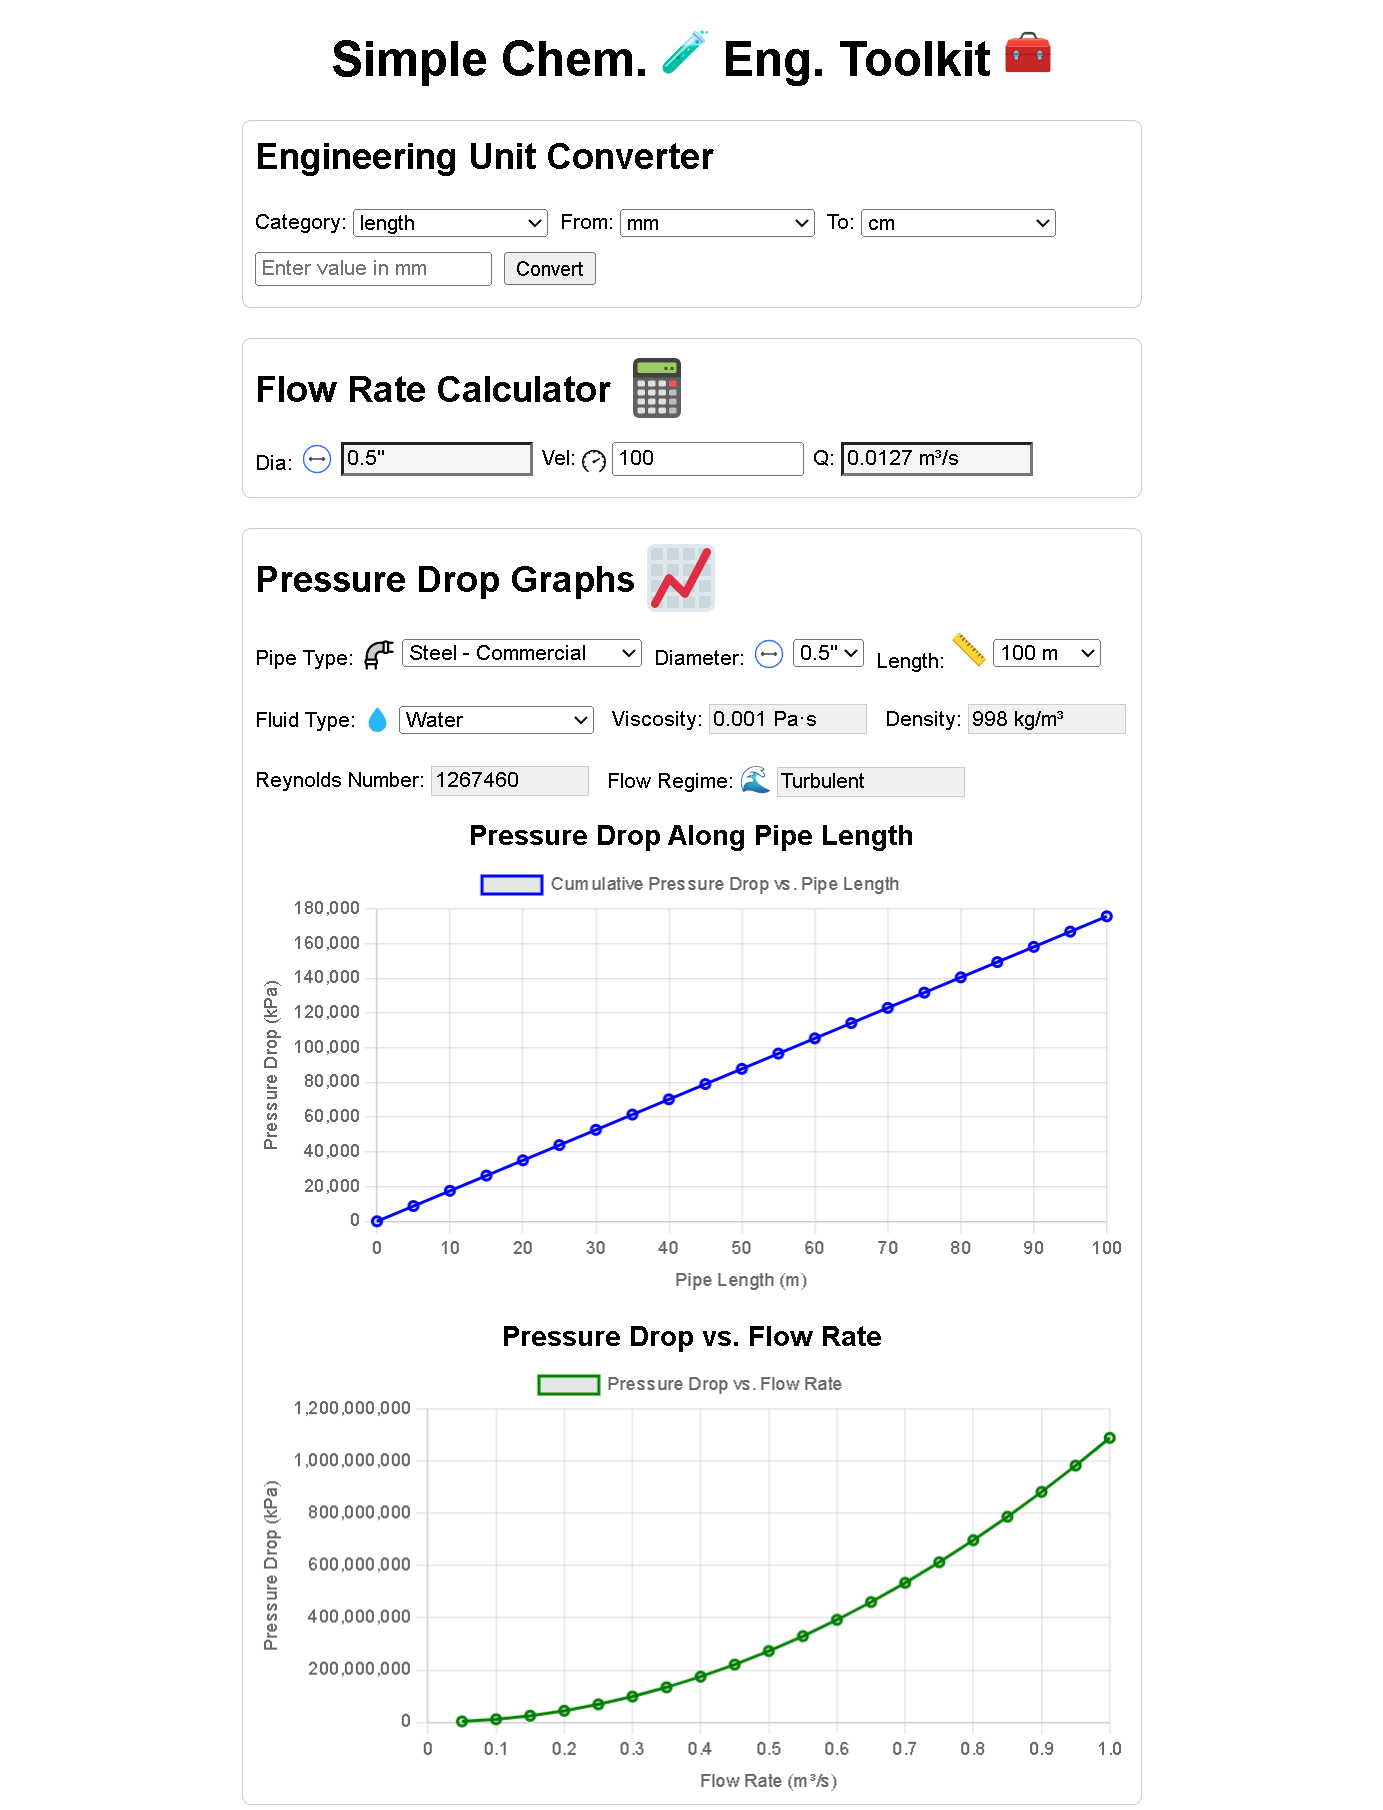 Simple Chem. Eng. Toolkit
Engineering Unit Converter
Category: length From: mm To: cm
Enter value in mm Convert
Flow Rate Calculator
Dia: 0.5" Vel: 100 Q: 0.0127 m³/s
Pressure Drop Graphs
Pipe Type: Steel - Commercial Diameter: 0.5" Length: 100 m
Fluid Type: Water Viscosity: 0.001 Pa·s Density: 998 kg/m³
Reynolds Number: 1267460 Flow Regime: Turbulent
Pressure Drop Along Pipe Length
Cumulative Pressure Drop vs. Pipe Length
180,000
160,000
140,000
120,000
100,000
80,000
60,000
40,000
20,000
0
Pressure Drop (kPa)
0 10 20 30 40 50 60 70 80 90 100
Pipe Length (m)
Pressure Drop vs. Flow Rate
Pressure Drop vs. Flow Rate
1,200,000,000
1,000,000,000
800,000,000
600,000,000
400,000,000
200,000,000
0
Pressure Drop (kPa)
0 0.1 0.2 0.3 0.4 0.5 0.6 0.7 0.8 0.9 1.0
Flow Rate (m³/s)